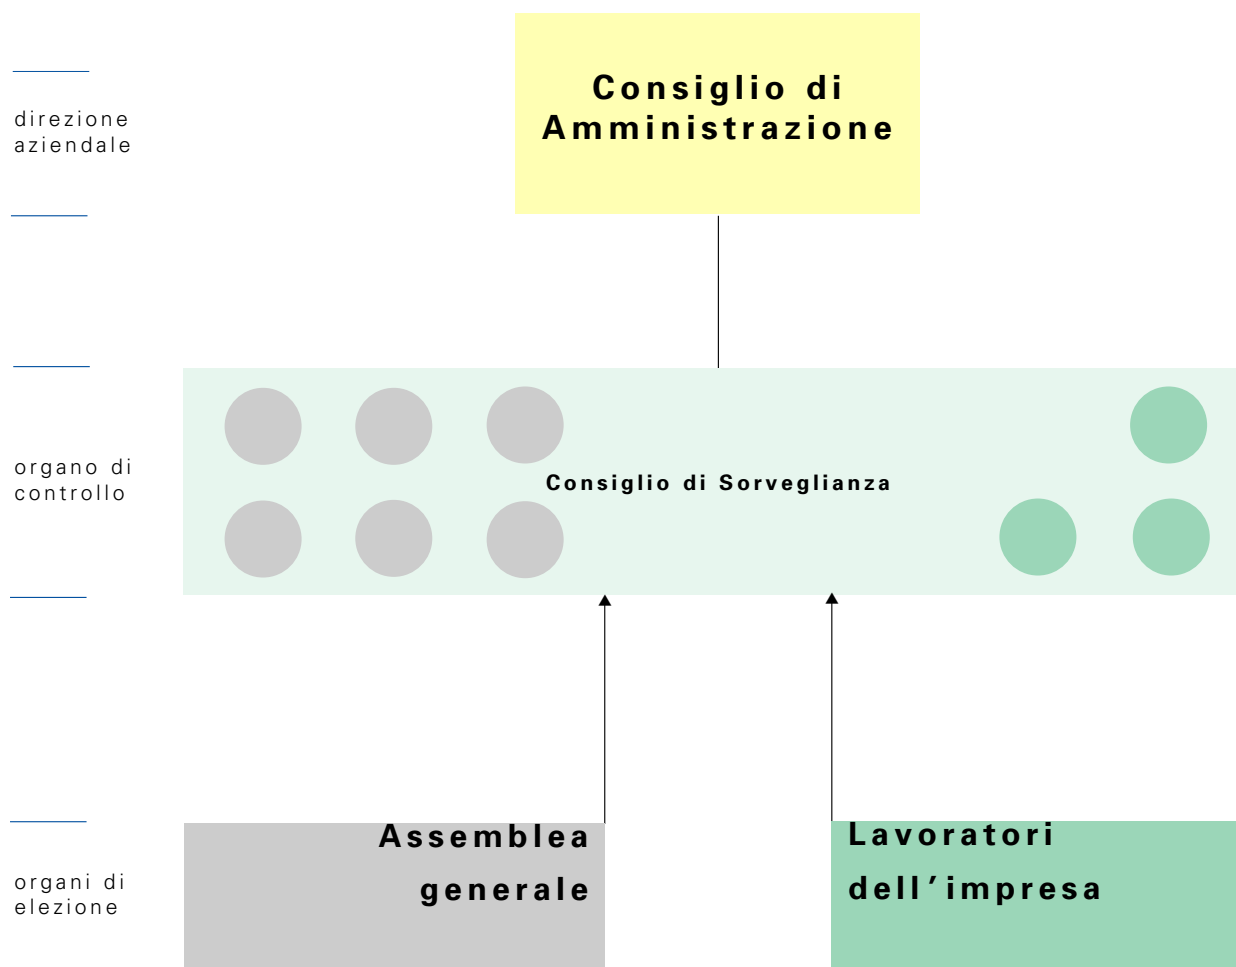 Consiglio di
Amministrazione
direzione
aziendale
organo di
controllo
Consiglio di Sorveglianza
organi di
elezione
Assemblea
generale
Lavoratori
dell’impresa